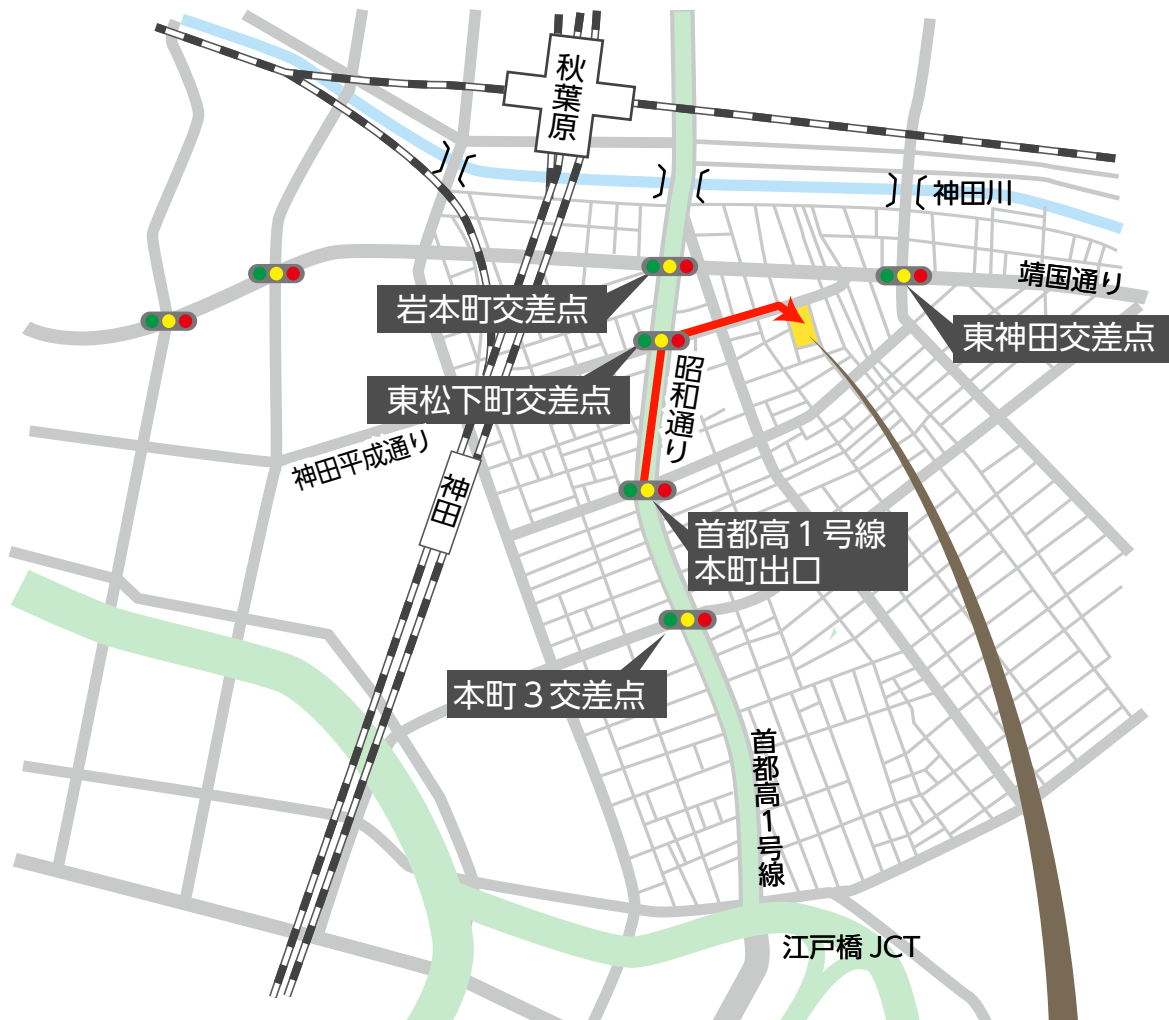 秋葉原
神田川
靖国通り
岩本町交差点
東神田交差点
東松下町交差点
昭和通り
神田平成通り
神田
首都高1号線
本町出口
本町3交差点
首都高1号線
江戸橋 JCT